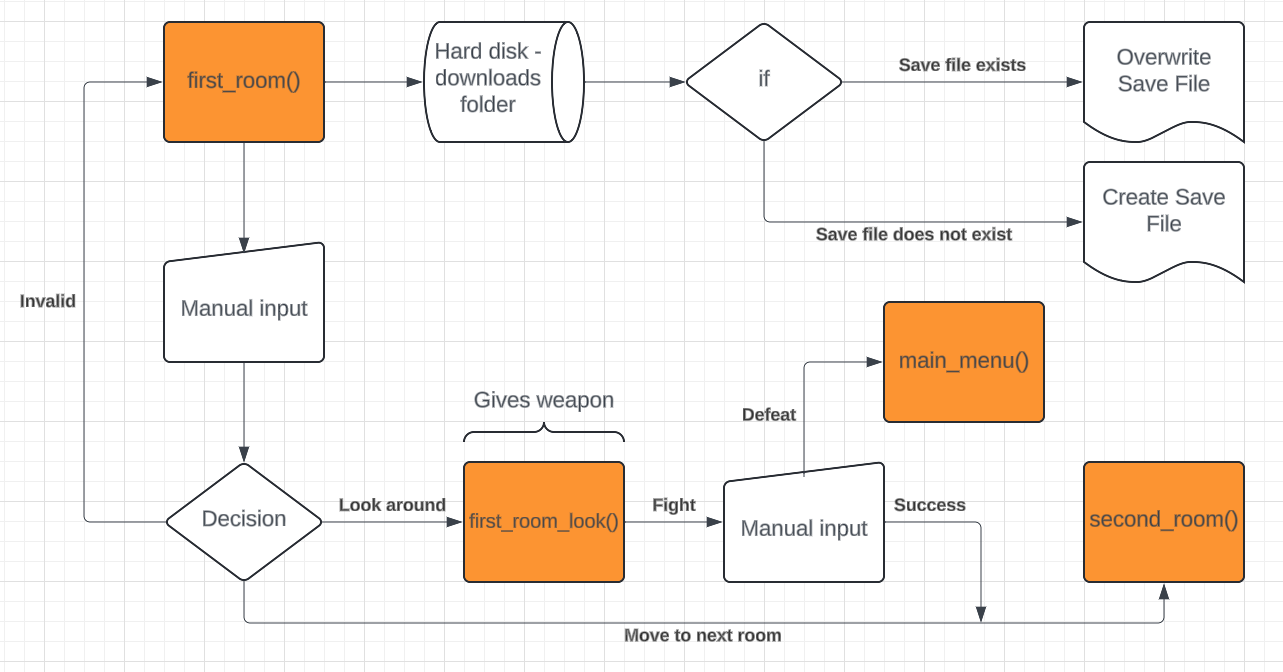 first_room()
Hard disk -
downloads
folder
if
Save file exists
Overwrite
Save File
Save file does not exist
Create Save
File
Invalid
Manual input
main_menu()
Gives weapon
Defeat
Decision
Look around
first_room_look()
Fight
Manual input
Success
second_room()
Move to next room